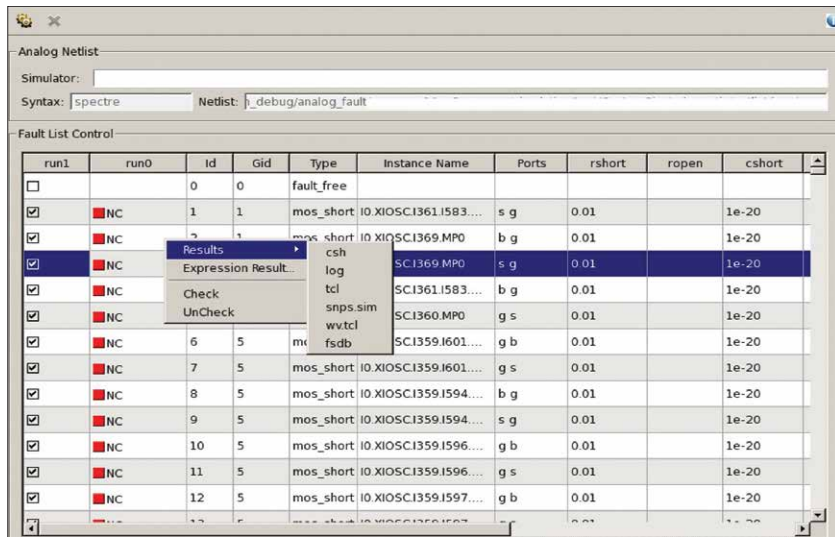 Analog Netlist
Simulator:
Syntax: spectre Netlist: n_debug/analog_fault
Fault List Control
run1 run0 Id Gid Type Instance Name Ports rshort ropen cshort
0 0 fault_free
NC 1 1 mos_short I0.XIOSC.I361.I583.... s g 0.01 1e-20
NC 2 1 mos_short I0.XIOSC.I369.MP0 b g 0.01 1e-20
NC SC.I369.MP0 s g 0.01 1e-20
NC SC.I361.I583.... b g 0.01 1e-20
NC SC.I360.MP0 g s 0.01 1e-20
Results
Expression Result...
Check
UnCheck
csh
log
tcl
snps.sim
wv.tcl
fsdb
NC 6 5 SC.I359.I601.... g b 0.01 1e-20
NC 7 5 mos_short I0.XIOSC.I359.I601.... g s 0.01 1e-20
NC 8 5 mos_short I0.XIOSC.I359.I594.... b g 0.01 1e-20
NC 9 5 mos_short I0.XIOSC.I359.I594.... s g 0.01 1e-20
NC 10 5 mos_short I0.XIOSC.I359.I596.... g b 0.01 1e-20
NC 11 5 mos_short I0.XIOSC.I359.I596.... g s 0.01 1e-20
NC 12 5 mos_short I0.XIOSC.I359.I597.... g b 0.01 1e-20